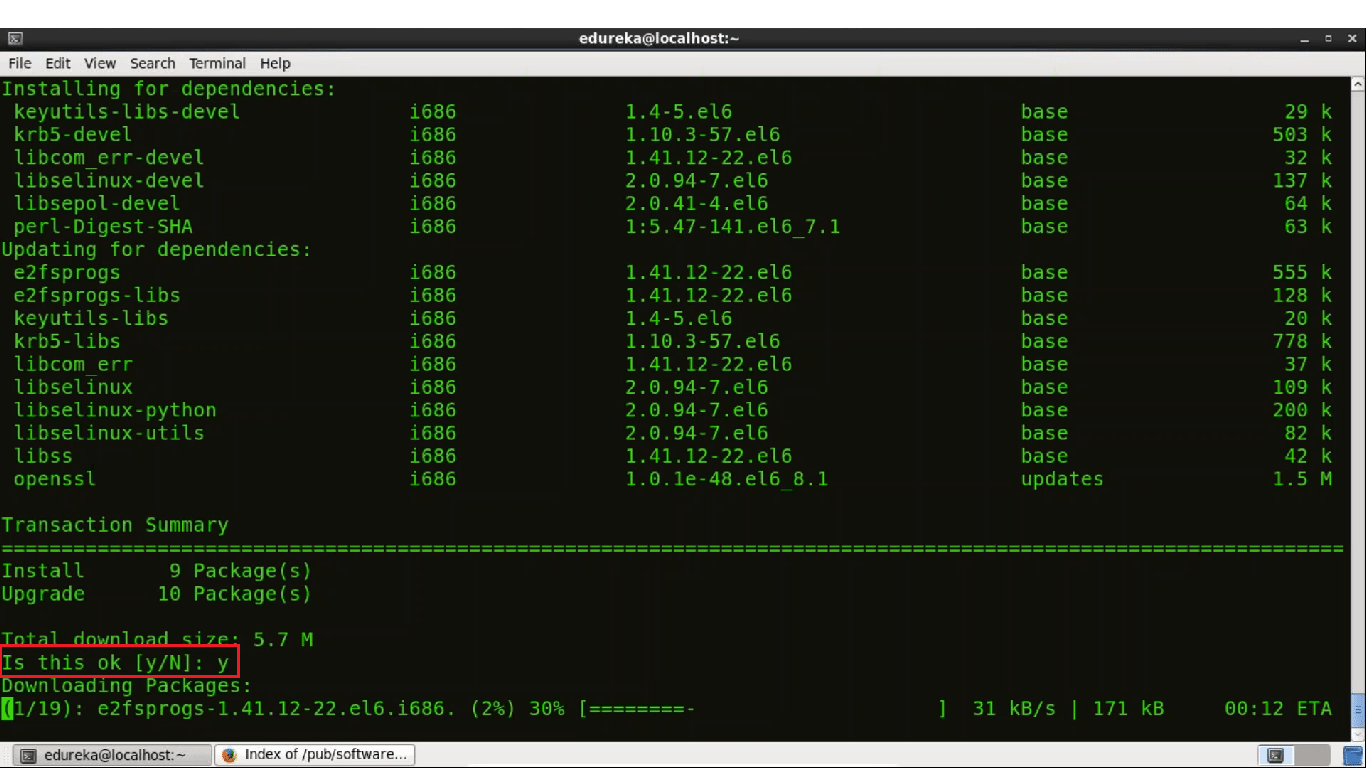 edureka@localhost:~
File Edit View Search Terminal Help
Installing for dependencies:
keyutils-libs-devel i686 1.4-5.el6 base 29 k
krb5-devel i686 1.10.3-57.el6 base 503 k
libcom_err-devel i686 1.41.12-22.el6 base 32 k
libselinux-devel i686 2.0.94-7.el6 base 137 k
libsepol-devel i686 2.0.41-4.el6 base 64 k
perl-Digest-SHA i686 1:5.47-141.el6_7.1 base 63 k
Updating for dependencies:
e2fsprogs i686 1.41.12-22.el6 base 555 k
e2fsprogs-libs i686 1.41.12-22.el6 base 128 k
keyutils-libs i686 1.4-5.el6 base 20 k
krb5-libs i686 1.10.3-57.el6 base 778 k
libcom_err i686 1.41.12-22.el6 base 37 k
libselinux i686 2.0.94-7.el6 base 109 k
libselinux-python i686 2.0.94-7.el6 base 200 k
libselinux-utils i686 2.0.94-7.el6 base 82 k
libss i686 1.41.12-22.el6 base 42 k
openssl i686 1.0.1e-48.el6_8.1 updates 1.5 M
Transaction Summary
================================================================================================================
Install 9 Package(s)
Upgrade 10 Package(s)
Total download size: 5.7 M
Is this ok [y/N]: y
Downloading Packages:
(1/19): e2fsprogs-1.41.12-22.el6.i686. (2%) 30% [========- ] 31 kB/s | 171 kB 00:12 ETA
edureka@localhost:~ Index of /pub/software...